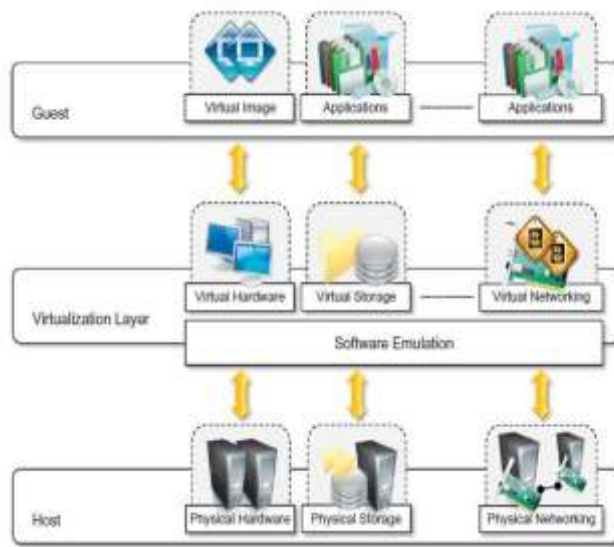 Virtual Image
Applications
Applications
Guest
Virtual Hardware
Virtual Storage
Virtual Networking
Virtualization Layer
Software Emulation
Physical Hardware
Physical Storage
Physical Networking
Host